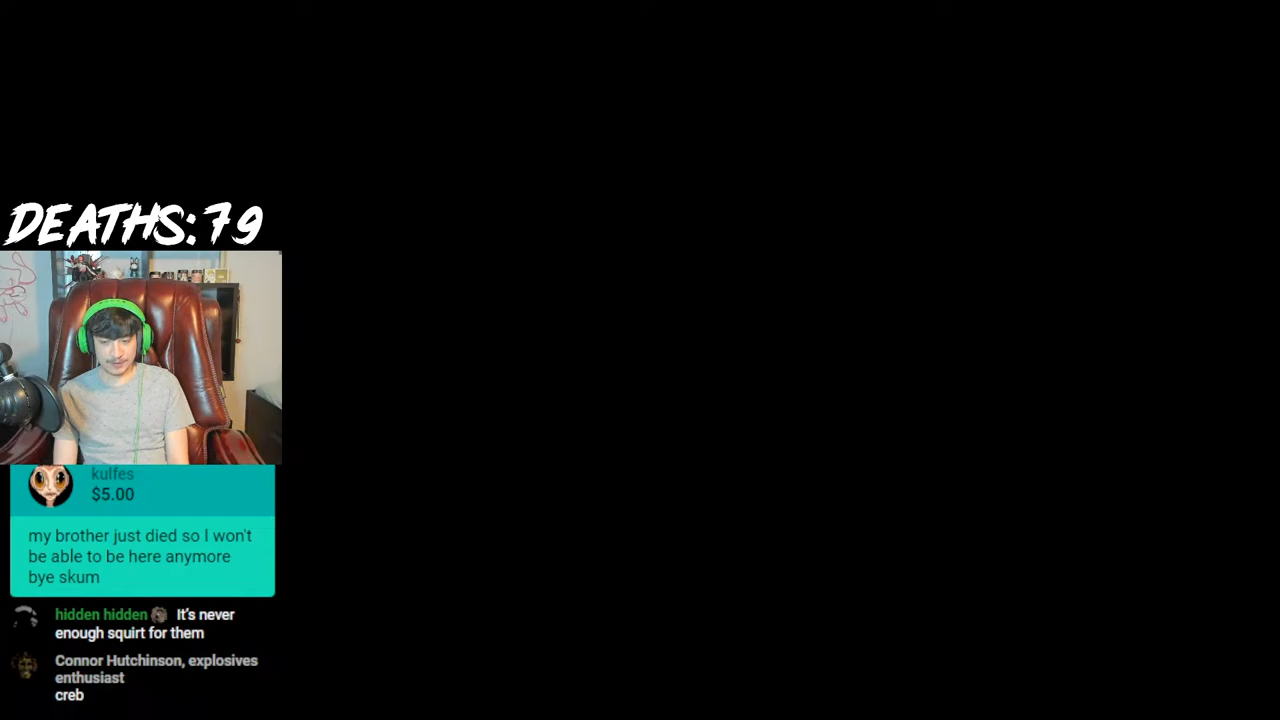 DEATHS:79
kulfes
$5.00
my brother just died so I won't
be able to be here anymore
bye skum
hidden hidden It's never
enough squirt for them
Connor Hutchinson, explosives
enthusiast
creb